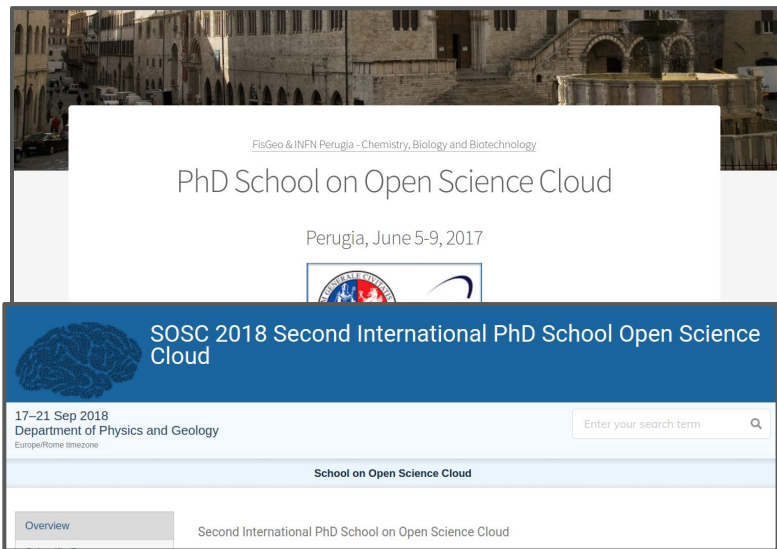 FisGeo & INFN Perugia - Chemistry, Biology and Biotechnology
PhD School on Open Science Cloud
Perugia, June 5-9, 2017
SOSC 2018 Second International PhD School Open Science
Cloud
17–21 Sep 2018
Department of Physics and Geology
Europe/Rome timezone
Enter your search term
School on Open Science Cloud
Overview
Second International PhD School on Open Science Cloud